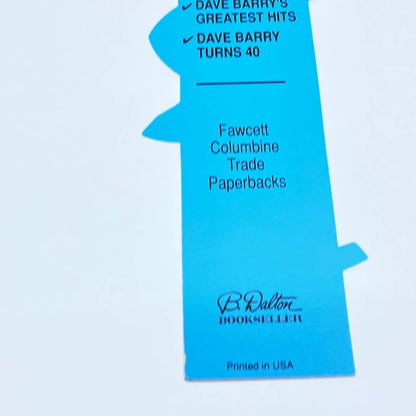 ✓ DAVE BARRY'S
GREATEST HITS
✓ DAVE BARRY
TURNS 40
Fawcett
Columbine
Trade
Paperbacks
B. Dalton
BOOKSELLER
Printed in USA